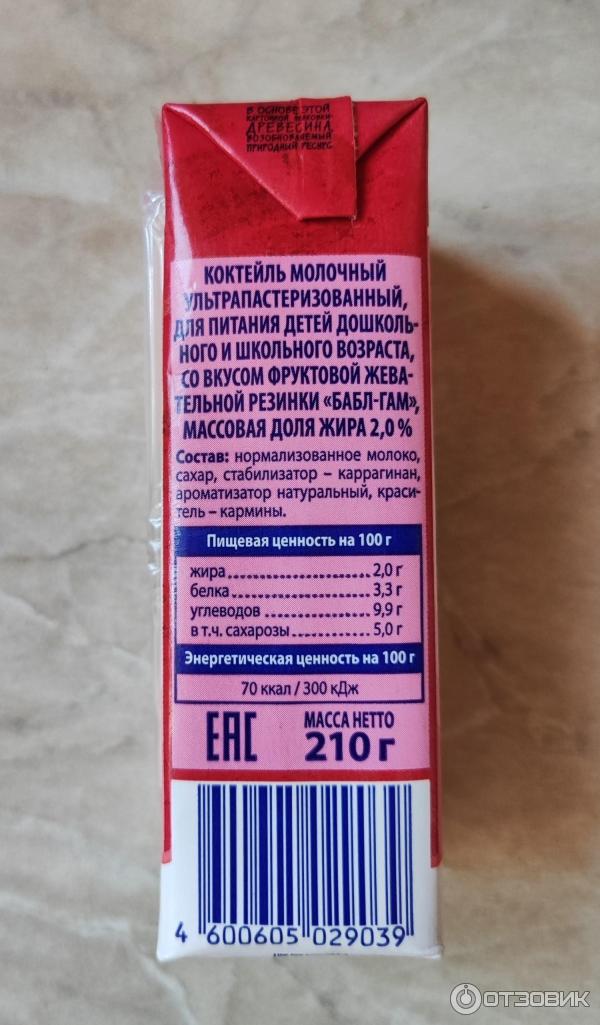 В ОСНОВЕ ЭТОЙ
КАРТОННОЙ УПАКОВКИ
ДРЕВЕСИНА,
ВОЗОБНОВЛЯЕМЫЙ
ПРИРОДНЫЙ РЕСУРС
КОКТЕЙЛЬ МОЛОЧНЫЙ
УЛЬТРАПАСТЕРИЗОВАННЫЙ,
ДЛЯ ПИТАНИЯ ДЕТЕЙ ДОШКОЛЬ-
НОГО И ШКОЛЬНОГО ВОЗРАСТА,
СО ВКУСОМ ФРУКТОВОЙ ЖЕВА-
ТЕЛЬНОЙ РЕЗИНКИ «БАБЛ-ГАМ»,
МАССОВАЯ ДОЛЯ ЖИРА 2,0 %
Состав: нормализованное молоко,
сахар, стабилизатор – каррагинан,
ароматизатор натуральный, краси-
тель – кармины.
Пищевая ценность на 100 г
жира.......................2,0 г
белка......................3,3 г
углеводов................9,9 г
в т.ч. сахарозы..........5,0 г
Энергетическая ценность на 100 г
70 ккал / 300 кДж
ЕАС
МАССА НЕТТО
210 г
4 600605 029039
ОТЗОВИК